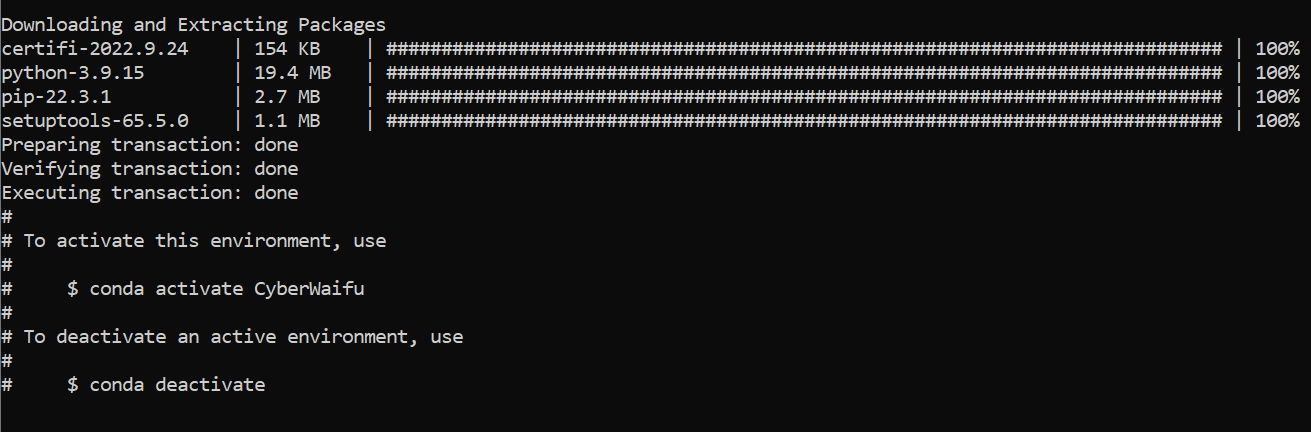 Downloading and Extracting Packages
certifi-2022.9.24    | 154 KB    | ############################################################################ | 100%
python-3.9.15        | 19.4 MB   | ############################################################################ | 100%
pip-22.3.1           | 2.7 MB    | ############################################################################ | 100%
setuptools-65.5.0    | 1.1 MB    | ############################################################################ | 100%
Preparing transaction: done
Verifying transaction: done
Executing transaction: done
#
# To activate this environment, use
#
#     $ conda activate CyberWaifu
#
# To deactivate an active environment, use
#
#     $ conda deactivate